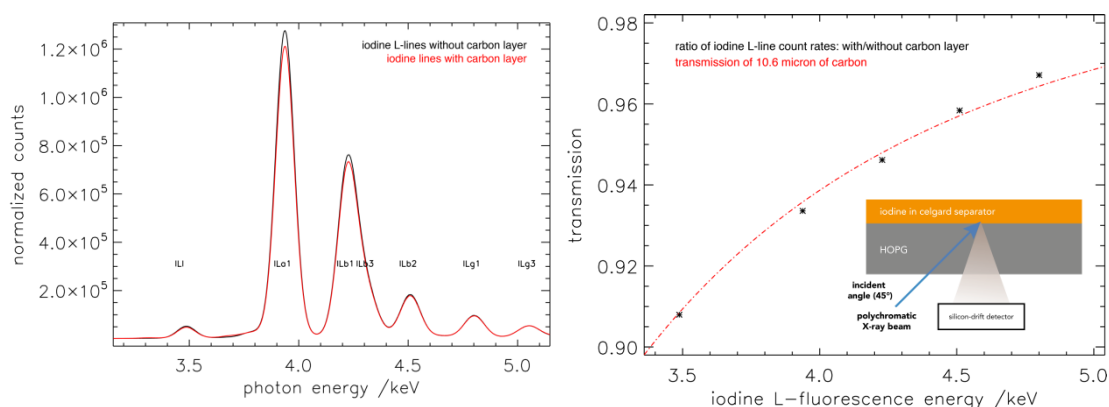 iodine L-lines without carbon layer
iodine lines with carbon layer
1.2×10⁶
1.0×10⁶
8.0×10⁵
6.0×10⁵
4.0×10⁵
2.0×10⁵
normalized counts
ILl
ILa1
ILb1 ILb3
ILb2
ILg1
ILg3
3.5
4.0
4.5
5.0
photon energy /keV
ratio of iodine L-line count rates: with/without carbon layer
transmission of 10.6 micron of carbon
0.98
0.96
0.94
0.92
0.90
transmission
iodine in celgard separator
HOPG
incident
angle (45°)
polychromatic
X-ray beam
silicon-drift detector
3.5
4.0
4.5
5.0
iodine L-fluorescence energy /keV